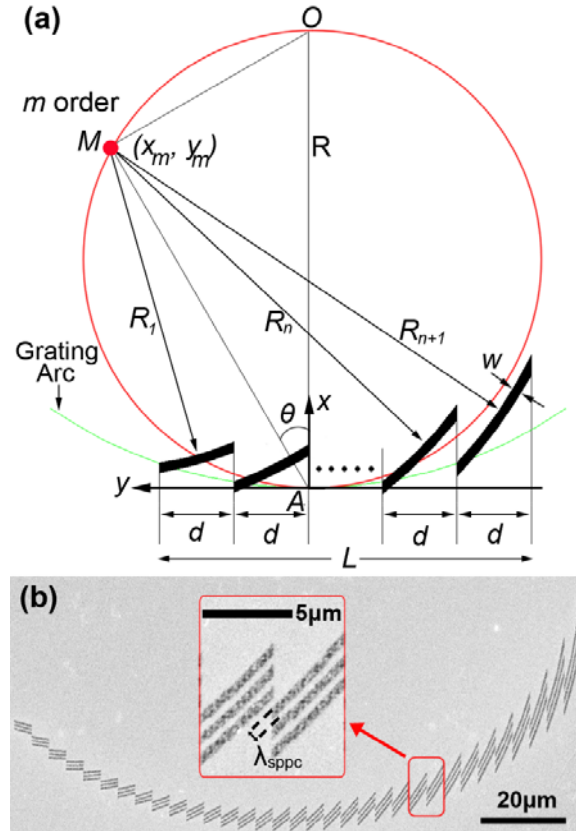 (a)
O
m order
M
(xₘ, yₘ)
R
R₁
Rₙ
Rₙ₊₁
Grating
Arc
w
θ
x
y
A
d
d
d
d
L
(b)
5μm
λsppc
20μm